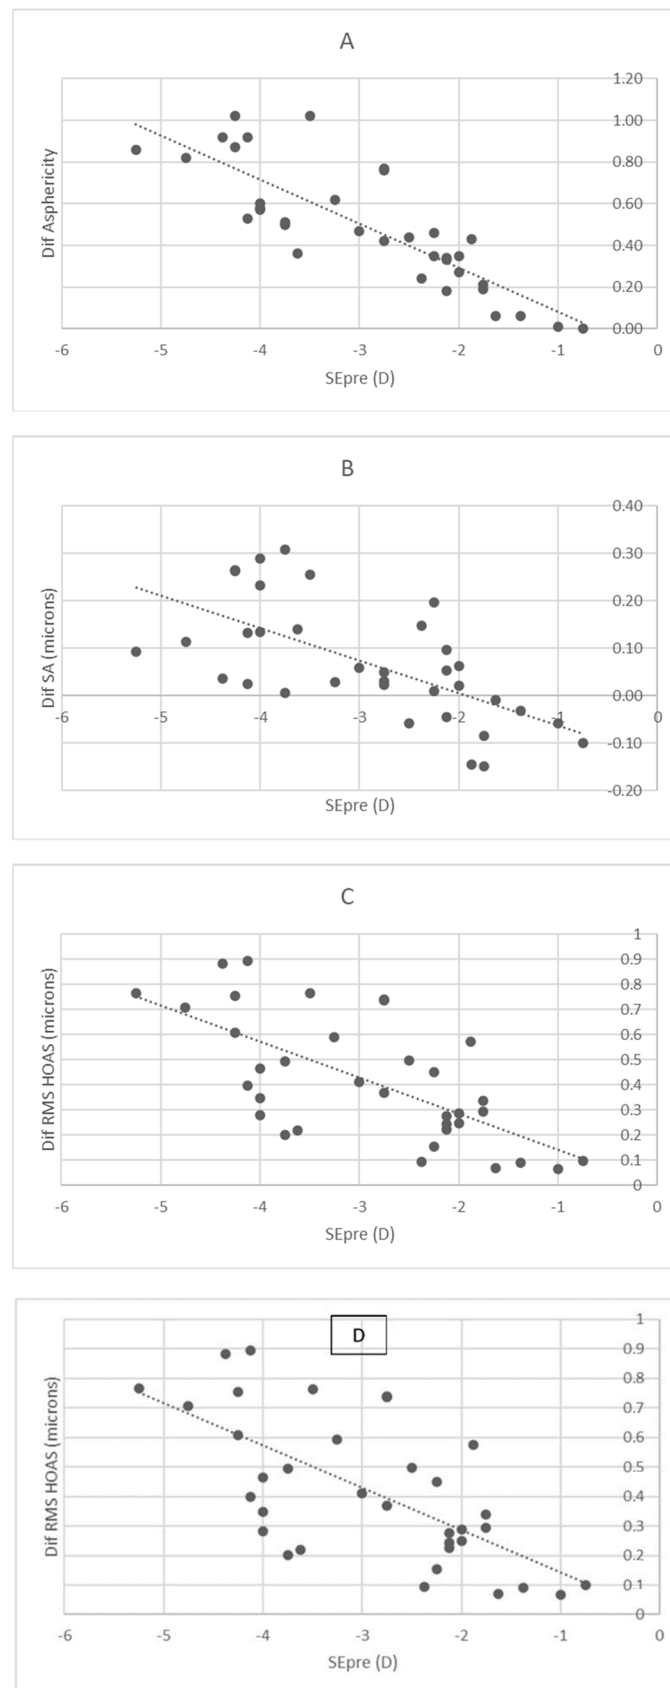 A
1.20
1.00
0.80
0.60
0.40
0.20
0.00
Dif Asphericity
-6 -5 -4 -3 -2 -1 0
SEpre (D)
B
0.40
0.30
0.20
0.10
0.00
-6 -5 -4 -3 -2 -1 0
-0.10
-0.20
Dif SA (microns)
SEpre (D)
C
1
0.9
0.8
0.7
0.6
0.5
0.4
0.3
0.2
0.1
0
Dif RMS HOAS (microns)
-6 -5 -4 -3 -2 -1 0
SEpre (D)
D
1
0.9
0.8
0.7
0.6
0.5
0.4
0.3
0.2
0.1
0
Dif RMS HOAS (microns)
-6 -5 -4 -3 -2 -1 0
SEpre (D)